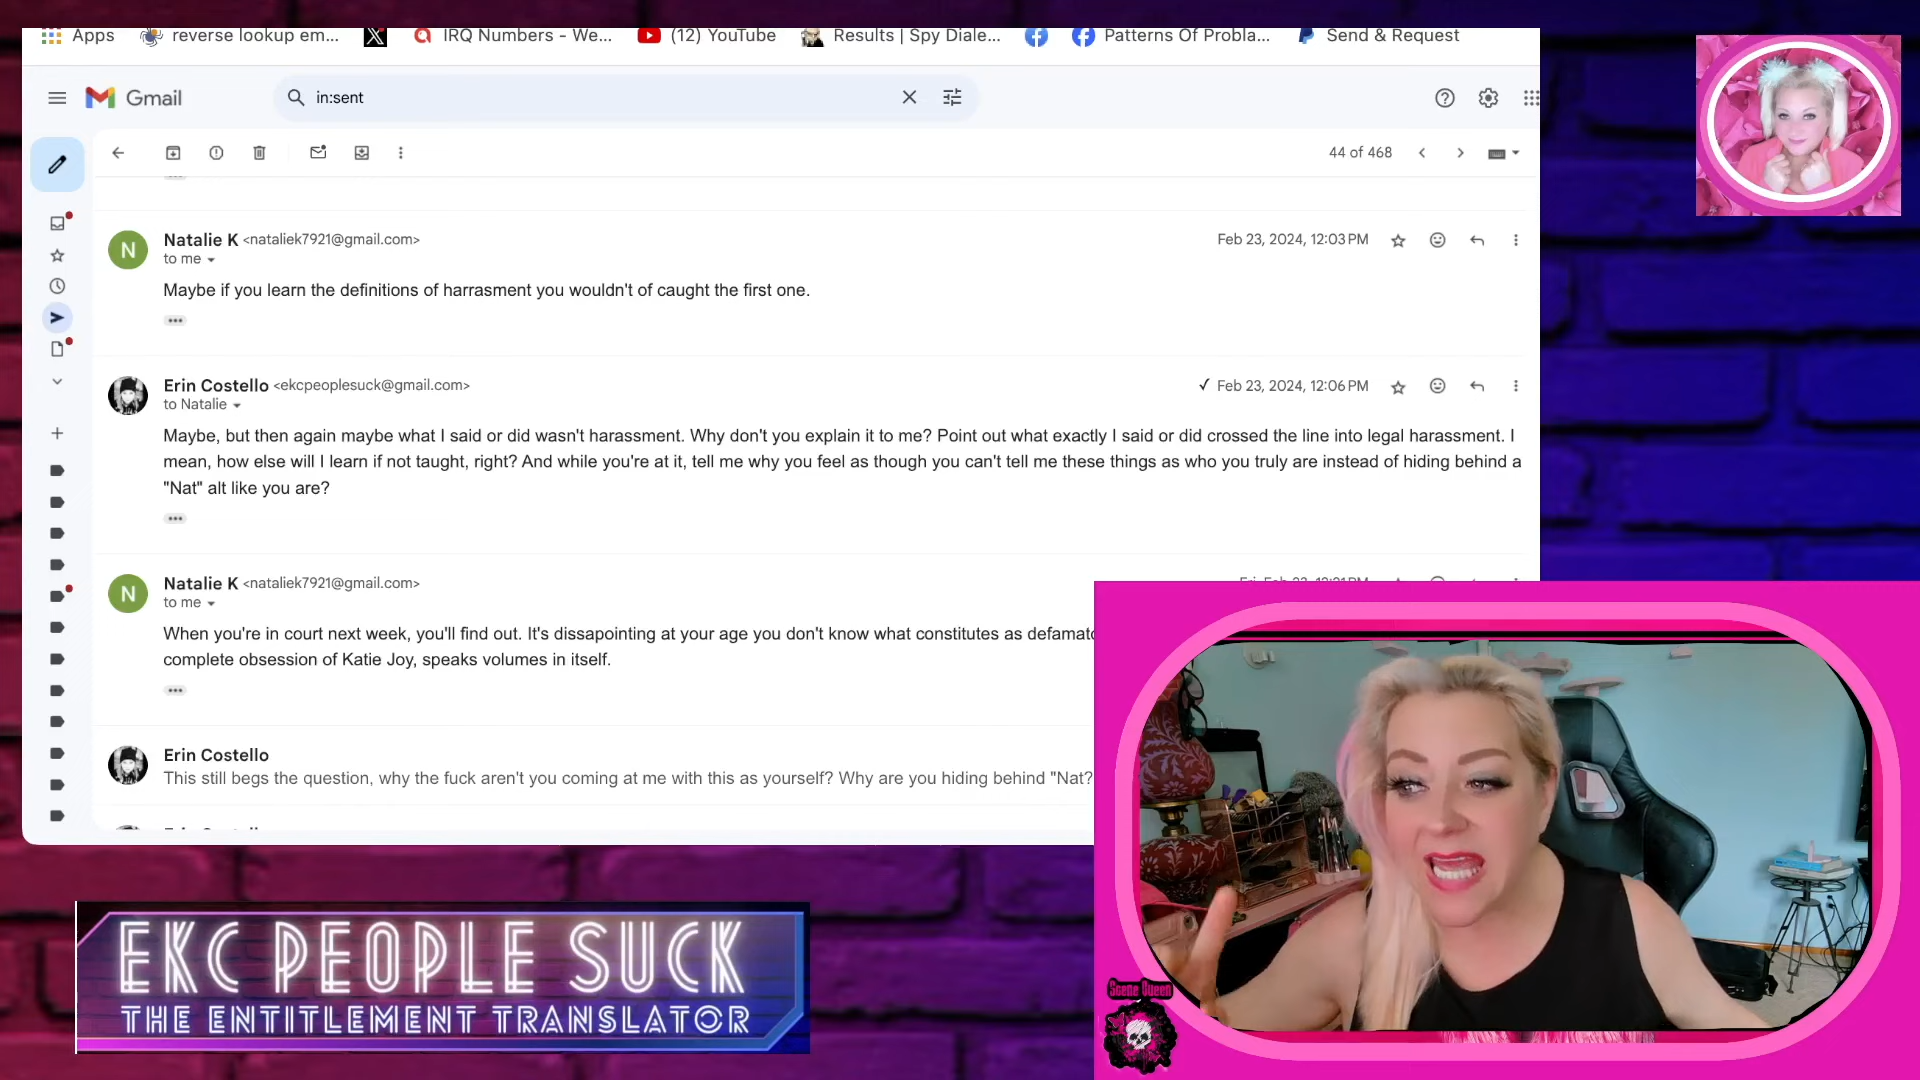 Apps reverse lookup em... IRQ Numbers - We... (12) YouTube Results | Spy Diale... Patterns Of Probla... Send & Request
Gmail
in:sent
44 of 468
Natalie K <nataliek7921@gmail.com>
Feb 23, 2024, 12:03 PM
to me
Maybe if you learn the definitions of harrasment you wouldn't of caught the first one.
Erin Costello <ekcpeoplesuck@gmail.com>
Feb 23, 2024, 12:06 PM
to Natalie
Maybe, but then again maybe what I said or did wasn't harassment. Why don't you explain it to me? Point out what exactly I said or did crossed the line into legal harassment. I
mean, how else will I learn if not taught, right? And while you're at it, tell me why you feel as though you can't tell me these things as who you truly are instead of hiding behind a
"Nat" alt like you are?
Natalie K <nataliek7921@gmail.com>
to me
When you're in court next week, you'll find out. It's dissapointing at your age you don't know what constitutes as defamato
complete obsession of Katie Joy, speaks volumes in itself.
Erin Costello
This still begs the question, why the fuck aren't you coming at me with this as yourself? Why are you hiding behind "Nat?
N
N
EKC PEOPLE SUCK
THE ENTITLEMENT TRANSLATOR
Scene Queen